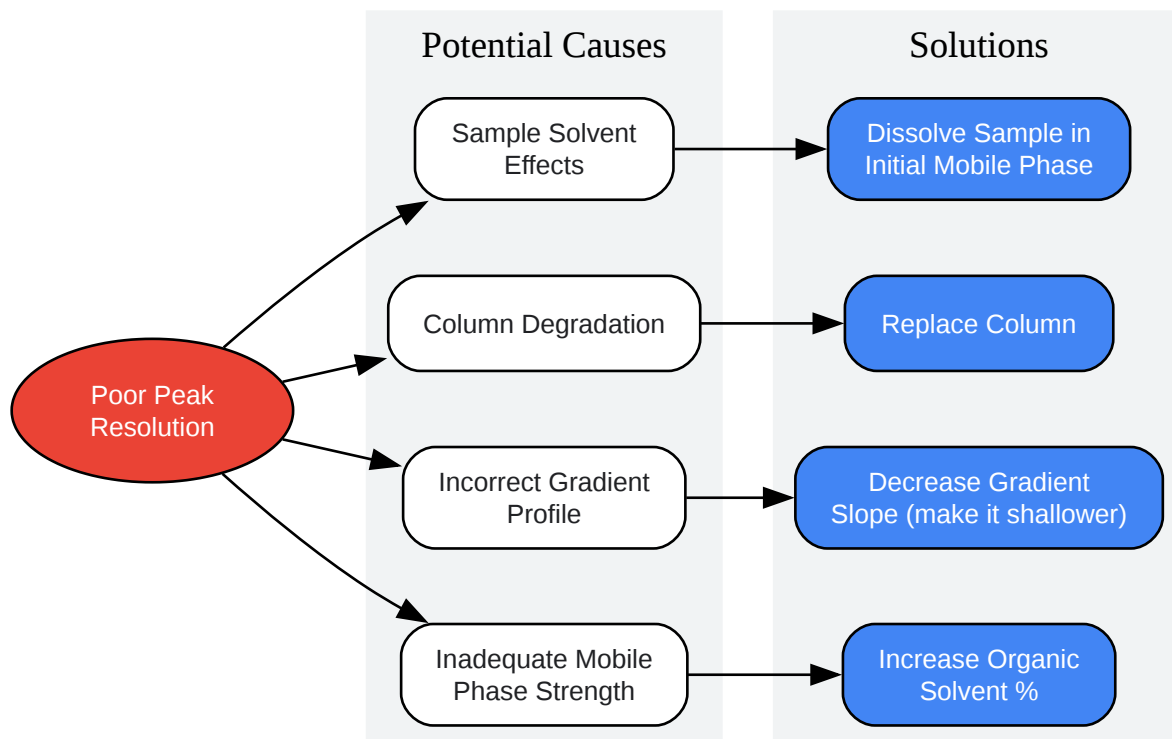 Potential Causes
Solutions
Sample Solvent
Effects
Dissolve Sample in
Initial Mobile Phase
Column Degradation
Replace Column
Poor Peak
Resolution
Incorrect Gradient
Profile
Decrease Gradient
Slope (make it shallower)
Inadequate Mobile
Phase Strength
Increase Organic
Solvent %